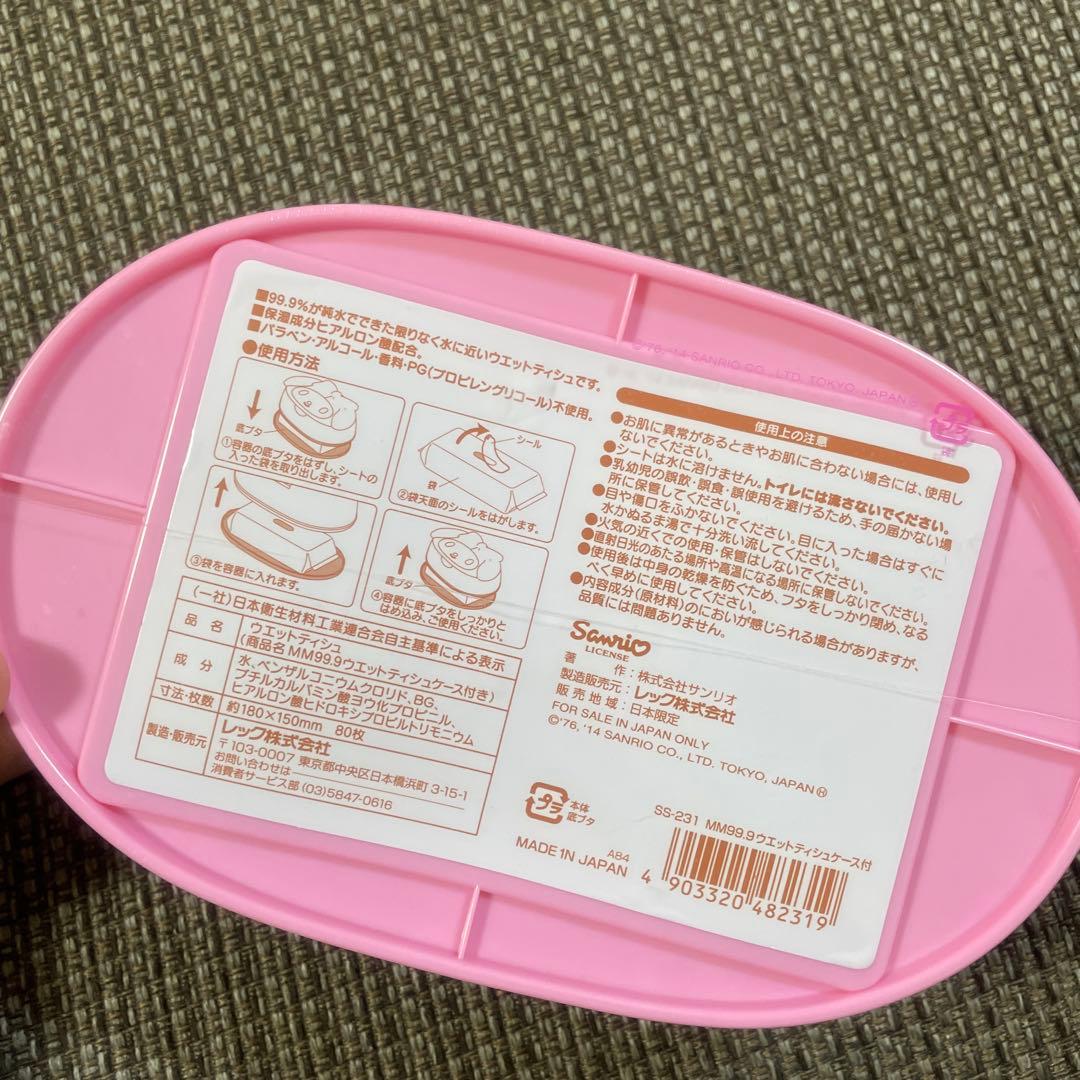 ■99.9%が純水でできた限りなく水に近いウエットティシュです。
■保湿成分ヒアルロン酸配合。
■パラベン・アルコール・香料・PG(プロピレングリコール)不使用。
●使用方法
底ブタ
①容器の底ブタをはずし、シートの
入った袋を取り出します。
シール
袋
②袋天面のシールをはがします。
③袋を容器に入れます。
底ブタ
④容器に底ブタをしっかりと
はめ込み、ご使用ください。
(一社)日本衛生材料工業連合会自主基準による表示
品名 ウエットティシュ
(商品名 MM99.9ウエットティシュケース付き)
成分 水、ベンザルコニウムクロリド、BG、
ブチルカルバミン酸ヨウ化プロピニル、
ヒアルロン酸ヒドロキシプロピルトリモニウム
寸法・枚数 約180×150mm 80枚
製造・販売元 レック株式会社
〒103-0007 東京都中央区日本橋浜町 3-15-1
お問い合わせは
消費者サービス部 (03)5847-0616
©'76, '14 SANRIO CO., LTD. TOKYO, JAPAN Ⓗ
プラ
使用上の注意
●お肌に異常があるときやお肌に合わない場合には、使用し
ないでください。
●シートは水に溶けません。トイレには流さないでください。
●乳幼児の誤飲・誤食・誤使用を避けるため、手の届かない場
所に保管してください。
●目や傷口をふかないでください。目に入った場合はすぐに
水かぬるま湯で十分洗い流してください。
●火気の近くでの使用・保管はしないでください。
●直射日光のあたる場所や高温になる場所に保管しないでください。
●使用後は中身の乾燥を防ぐため、フタをしっかり閉め、なる
べく早めに使用してください。
●内容成分(原材料)のにおいが感じられる場合がありますが、
品質には問題ありません。
Sanrio
LICENSE
著作:株式会社サンリオ
製造販売元:レック株式会社
販売地域:日本限定
FOR SALE IN JAPAN ONLY
©'76, '14 SANRIO CO., LTD. TOKYO, JAPAN Ⓗ
プラ 本体
底ブタ
MADE IN JAPAN
A84
SS-231 MM99.9ウエットティシュケース付
4 903320 482319